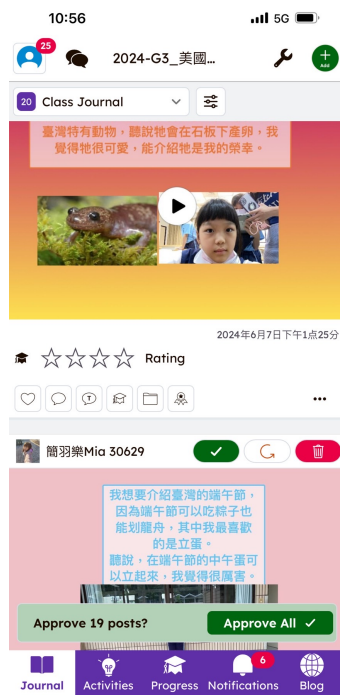 10:56
5G
25
2024-G3_美國...
Add
20 Class Journal
臺灣特有動物，聽說牠會在石板下產卵，我
覺得牠很可愛，能介紹牠是我的榮幸。
2024年6月7日下午1点25分
Rating
T
簡羽樂Mia 30629
我想要介紹臺灣的端午節，
因為端午節可以吃粽子也
能划龍舟，其中我最喜歡
的是立蛋。
聽說，在端午節的中午蛋可
以立起來，我覺得很厲害。
Approve 19 posts?
Approve All
6
Journal Activities Progress Notifications Blog